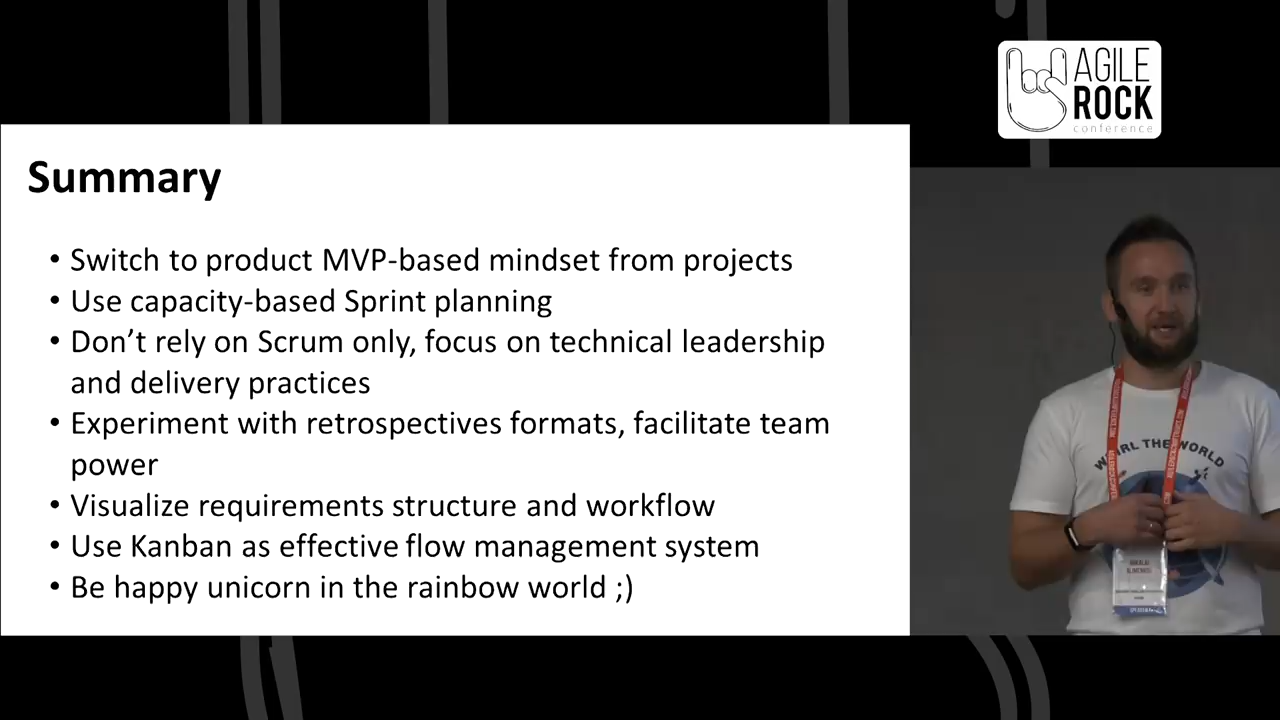 AGILE
ROCK
conference
Summary
• Switch to product MVP-based mindset from projects
• Use capacity-based Sprint planning
• Don’t rely on Scrum only, focus on technical leadership
and delivery practices
• Experiment with retrospectives formats, facilitate team
power
• Visualize requirements structure and workflow
• Use Kanban as effective flow management system
• Be happy unicorn in the rainbow world ;)
THE WORLD